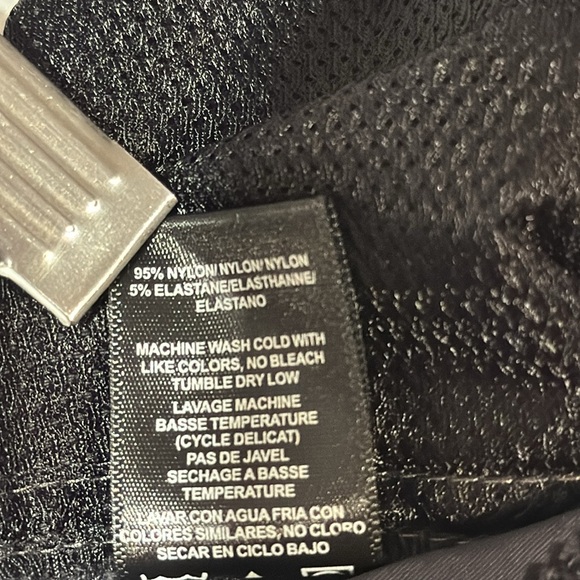 95% NYLON/ NYLON/ NYLON
5% ELASTANE/ELASTHANNE/
ELASTANO
MACHINE WASH COLD WITH
LIKE COLORS, NO BLEACH
TUMBLE DRY LOW
LAVAGE MACHINE
BASSE TEMPERATURE
(CYCLE DELICAT)
PAS DE JAVEL
SECHAGE A BASSE
TEMPERATURE
LAVAR CON AGUA FRIA CON
COLORES SIMILARES, NO CLORO
SECAR EN CICLO BAJO